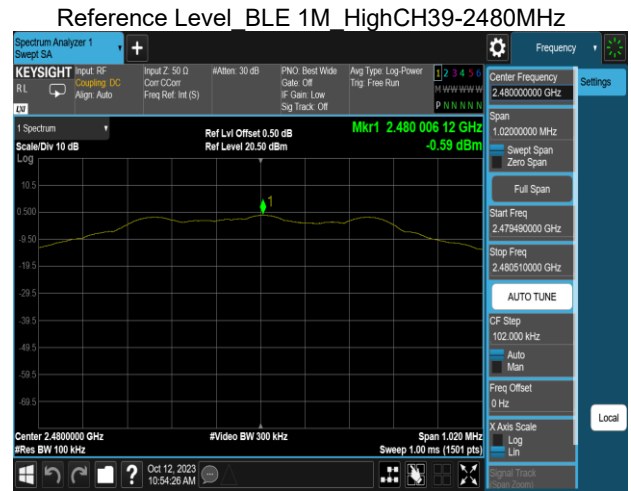 Reference Level_BLE 1M_HighCH39-2480MHz
Spectrum Analyzer 1
Swept SA
+
Frequency
KEYSIGHT
RL
Input: RF
Coupling: DC
Align: Auto
Input Z: 50 Ω
Corr CCorr
Freq Ref: Int (S)
#Atten: 30 dB
PNO: Best Wide
Gate: Off
IF Gain: Low
Sig Track: Off
Avg Type: Log-Power
Trig: Free Run
1 2 3 4 5 6
M W W W W W
P N N N N N
1 Spectrum
Scale/Div 10 dB
Log
Ref Lvl Offset 0.50 dB
Ref Level 20.50 dBm
Mkr1 2.480 006 12 GHz
-0.59 dBm
1
10.5
0.500
-9.50
-19.5
-29.5
-39.5
-49.5
-59.5
-69.5
Center 2.4800000 GHz
#Res BW 100 kHz
#Video BW 300 kHz
Span 1.020 MHz
Sweep 1.00 ms (1501 pts)
Center Frequency
2.480000000 GHz
Settings
Span
1.02000000 MHz
Swept Span
Zero Span
Full Span
Start Freq
2.479490000 GHz
Stop Freq
2.480510000 GHz
AUTO TUNE
CF Step
102.000 kHz
Auto
Man
Freq Offset
0 Hz
X Axis Scale
Log
Lin
Local
Signal Track
(Span Zoom)
?
Oct 12, 2023
10:54:26 AM